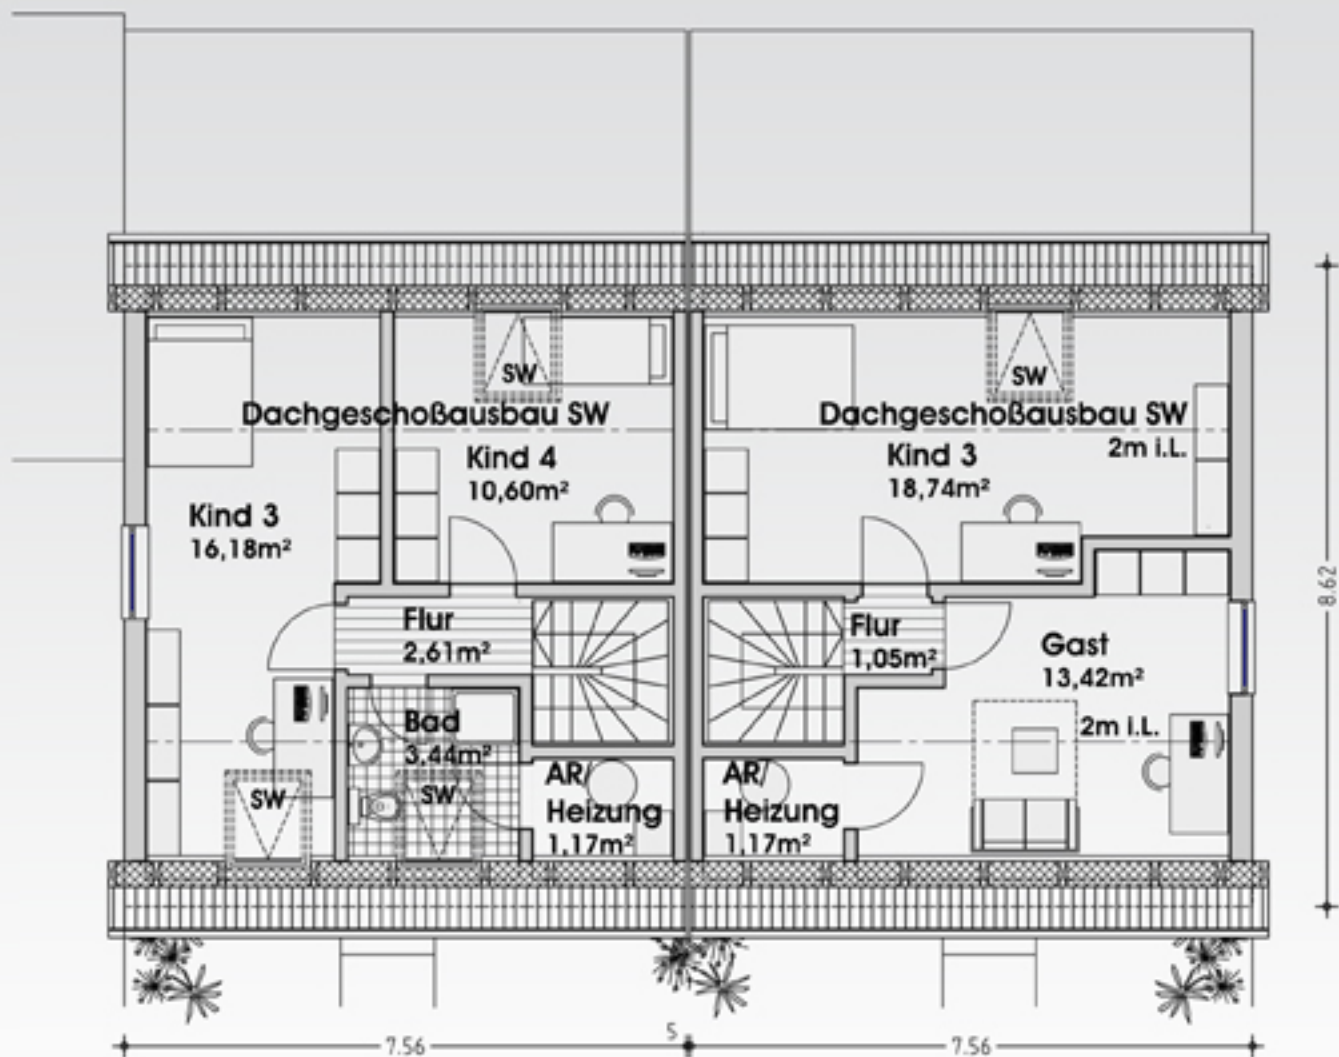 SW
SW
Dachgeschoßausbau SW
Dachgeschoßausbau SW
2m i.L.
Kind 4
10,60m²
Kind 3
18,74m²
Kind 3
16,18m²
Flur
2,61m²
Flur
1,05m²
Gast
13,42m²
2m i.L.
Bad
3,44m²
SW
SW
AR/
Heizung
1,17m²
AR/
Heizung
1,17m²
8.62
7.56
5
7.56